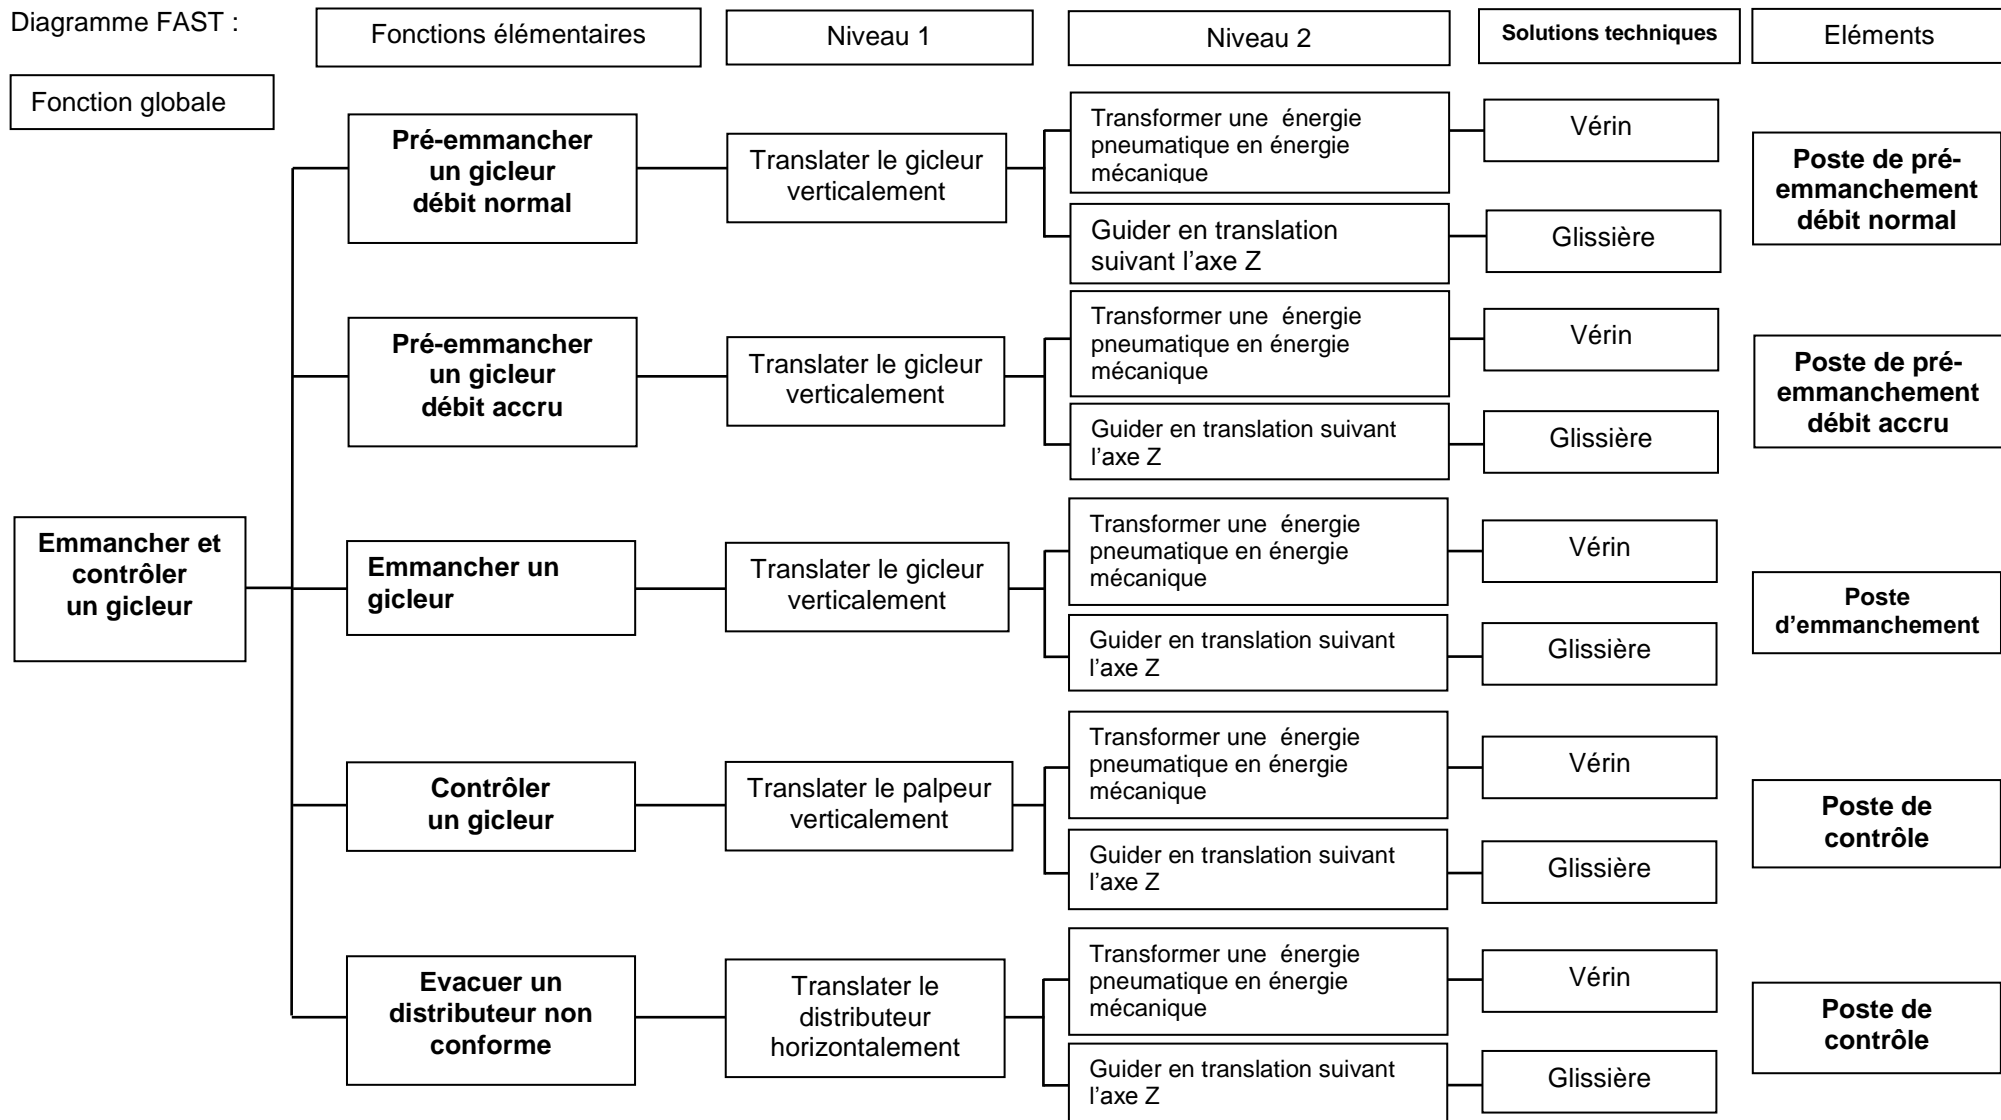 Diagramme FAST :
Fonctions élémentaires
Niveau 1
Niveau 2
Solutions techniques
Eléments
Fonction globale
Emmancher et
contrôler
un gicleur
Pré-emmancher
un gicleur
débit normal
Translater le gicleur
verticalement
Transformer une énergie
pneumatique en énergie
mécanique
Vérin
Guider en translation
suivant l’axe Z
Glissière
Poste de pré-
emmanchement
débit normal
Pré-emmancher
un gicleur
débit accru
Translater le gicleur
verticalement
Transformer une énergie
pneumatique en énergie
mécanique
Vérin
Guider en translation suivant
l’axe Z
Glissière
Poste de pré-
emmanchement
débit accru
Emmancher un
gicleur
Translater le gicleur
verticalement
Transformer une énergie
pneumatique en énergie
mécanique
Vérin
Guider en translation suivant
l’axe Z
Glissière
Poste
d’emmanchement
Contrôler
un gicleur
Translater le palpeur
verticalement
Transformer une énergie
pneumatique en énergie
mécanique
Vérin
Guider en translation suivant
l’axe Z
Glissière
Poste de
contrôle
Evacuer un
distributeur non
conforme
Translater le
distributeur
horizontalement
Transformer une énergie
pneumatique en énergie
mécanique
Vérin
Guider en translation suivant
l’axe Z
Glissière
Poste de
contrôle